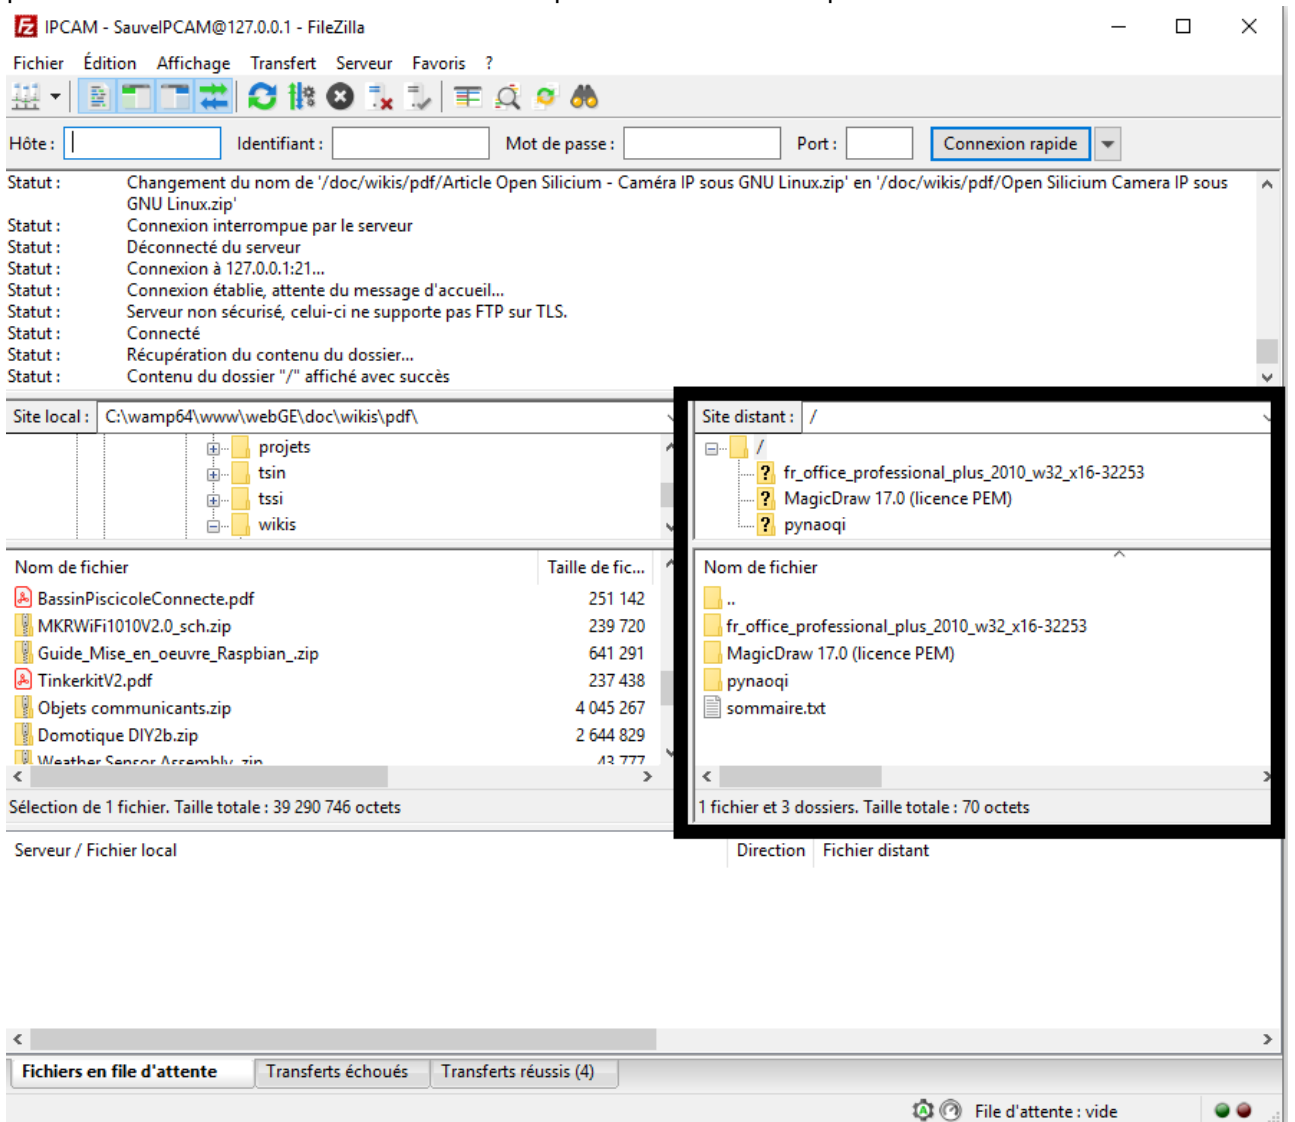 IPCAM - SauveIPCAM@127.0.0.1 - FileZilla
Fichier Édition Affichage Transfert Serveur Favoris ?
Hôte : Identifiant : Mot de passe : Port : Connexion rapide
Statut : Changement du nom de '/doc/wikis/pdf/Article Open Silicium - Caméra IP sous GNU Linux.zip' en '/doc/wikis/pdf/Open Silicium Camera IP sous
GNU Linux.zip'
Statut : Connexion interrompue par le serveur
Statut : Déconnecté du serveur
Statut : Connexion à 127.0.0.1:21...
Statut : Connexion établie, attente du message d'accueil...
Statut : Serveur non sécurisé, celui-ci ne supporte pas FTP sur TLS.
Statut : Connecté
Statut : Récupération du contenu du dossier...
Statut : Contenu du dossier "/" affiché avec succès
Site local : C:\wamp64\www\webGE\doc\wikis\pdf\
projets
tsin
tssi
wikis
Nom de fichier Taille de fic...
BassinPiscicoleConnecte.pdf 251 142
MKRWiFi1010V2.0_sch.zip 239 720
Guide_Mise_en_oeuvre_Raspbian_.zip 641 291
TinkerkitV2.pdf 237 438
Objets communicants.zip 4 045 267
Domotique DIY2b.zip 2 644 829
Weather Sensor Assembly .zip 43 777
Sélection de 1 fichier. Taille totale : 39 290 746 octets
Site distant : /
/
fr_office_professional_plus_2010_w32_x16-32253
MagicDraw 17.0 (licence PEM)
pynaoqi
Nom de fichier
..
fr_office_professional_plus_2010_w32_x16-32253
MagicDraw 17.0 (licence PEM)
pynaoqi
sommaire.txt
1 fichier et 3 dossiers. Taille totale : 70 octets
Serveur / Fichier local Direction Fichier distant
Fichiers en file d'attente Transferts échoués Transferts réussis (4)
File d'attente : vide